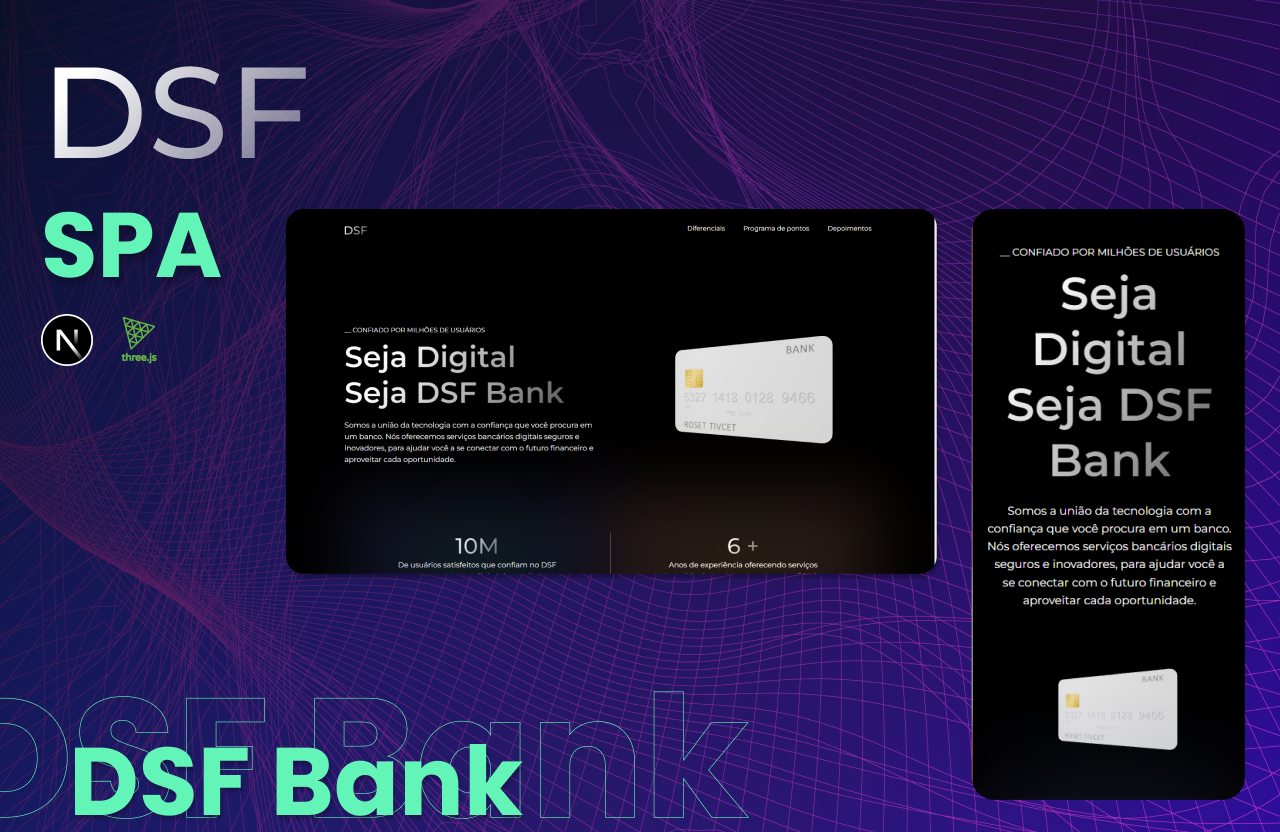 DSF
SPA
N
three.js
DSF
Diferenciais
Programa de pontos
Depoimentos
__ CONFIADO POR MILHÕES DE USUÁRIOS
Seja Digital
Seja DSF Bank
Somos a união da tecnologia com a confiança que você procura em
um banco. Nós oferecemos serviços bancários digitais seguros e
inovadores, para ajudar você a se conectar com o futuro financeiro e
aproveitar cada oportunidade.
BANK
6327 1418 0128 9466
ROSET TIVCET
10M
De usuários satisfeitos que confiam no DSF
6 +
Anos de experiência oferecendo serviços
__ CONFIADO POR MILHÕES DE USUÁRIOS
Seja
Digital
Seja DSF
Bank
Somos a união da tecnologia com a
confiança que você procura em um banco.
Nós oferecemos serviços bancários digitais
seguros e inovadores, para ajudar você a
se conectar com o futuro financeiro e
aproveitar cada oportunidade.
BANK
6327 1418 0128 9466
ROSET TIVCET
DSF Bank
DSF Bank